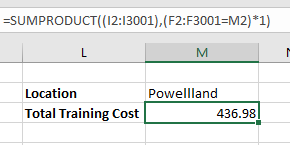 =SUMPRODUCT((I2:I3001),(F2:F3001=M2)*1)
L M
Location Powellland
Total Training Cost 436.98